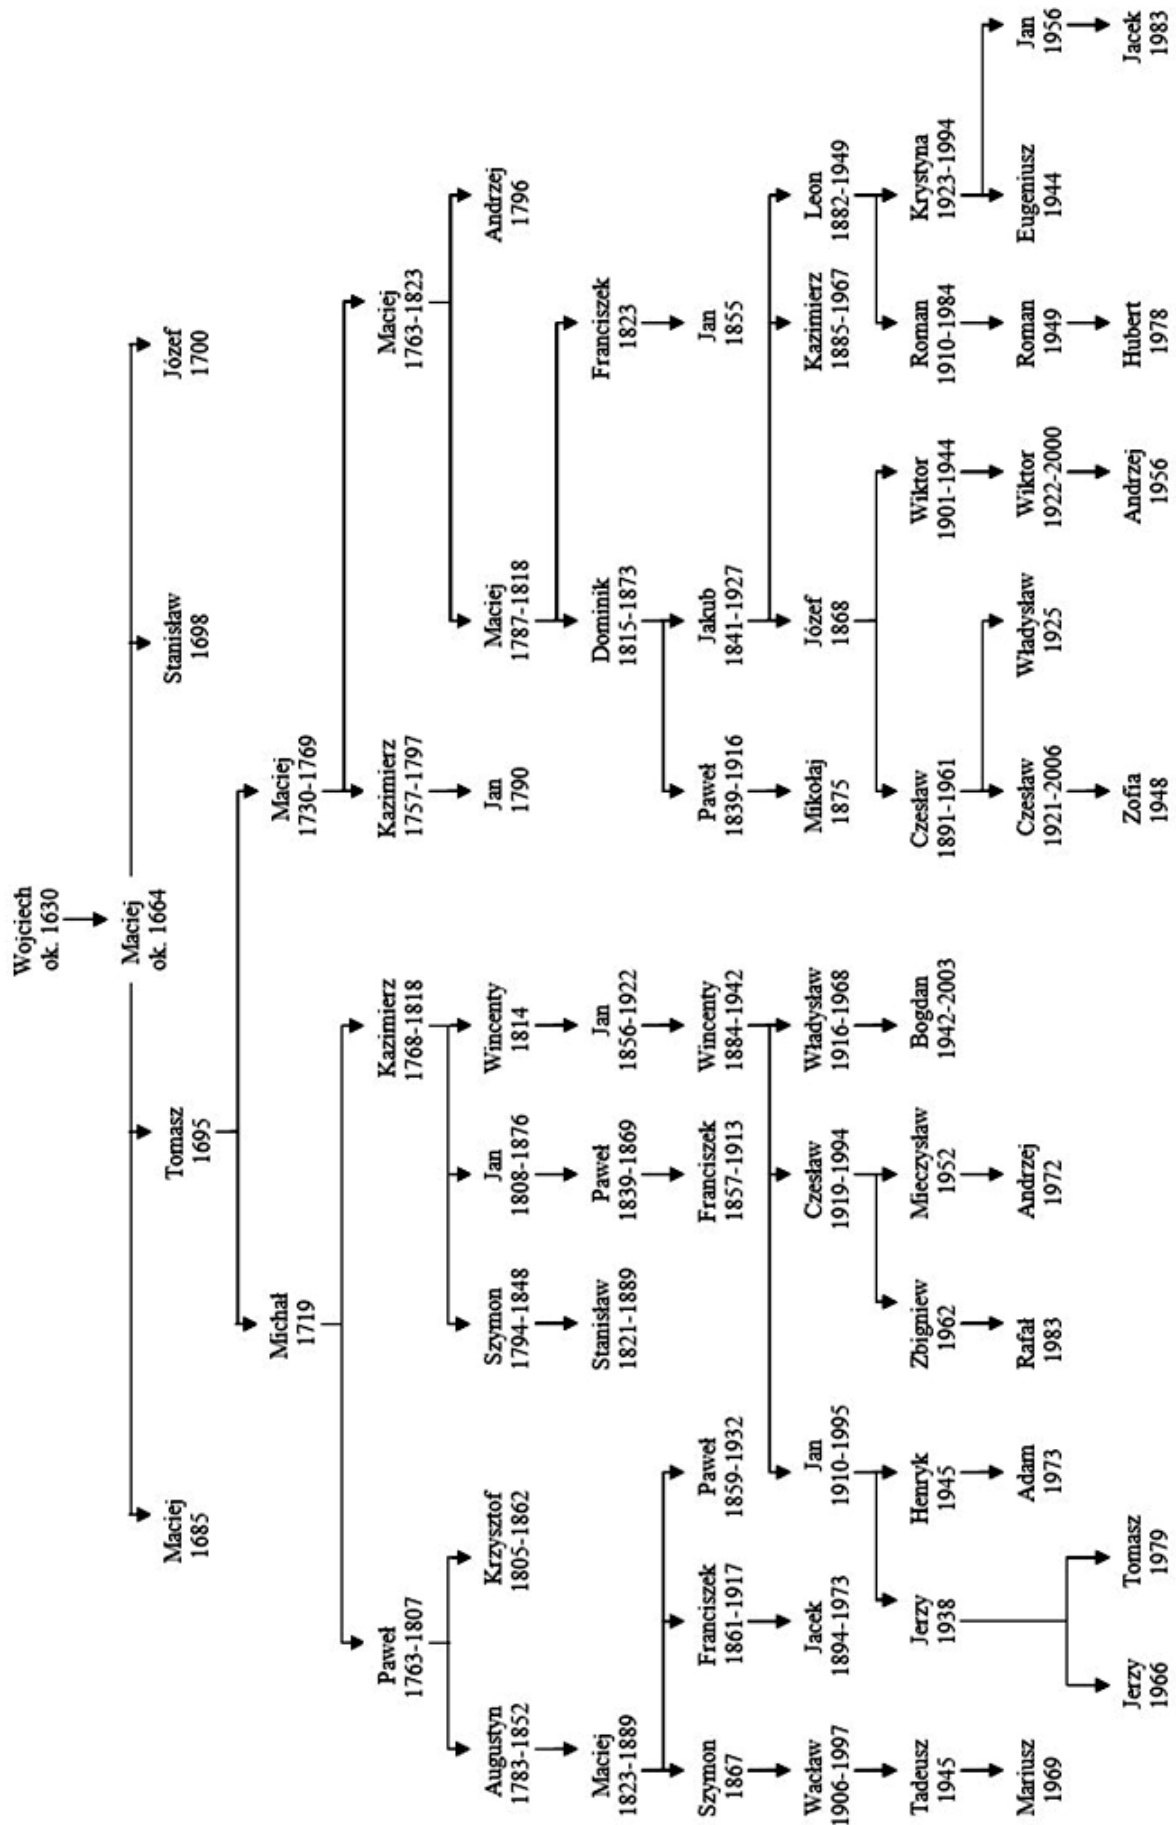 Wojciech
ok. 1630
Maciej
ok. 1664
Maciej
1685
Tomasz
1695
Stanisław
1698
Józef
1700
Michał
1719
Maciej
1730-1769
Paweł
1763-1807
Kazimierz
1768-1818
Kazimierz
1757-1797
Maciej
1763-1823
Augustyn
1783-1852
Krzysztof
1805-1862
Szymon
1794-1848
Jan
1808-1876
Wincenty
1814
Jan
1790
Maciej
1787-1818
Andrzej
1796
Maciej
1823-1889
Stanisław
1821-1889
Paweł
1839-1869
Jan
1856-1922
Dominik
1815-1873
Franciszek
1823
Szymon
1867
Franciszek
1861-1917
Paweł
1859-1932
Franciszek
1857-1913
Wincenty
1884-1942
Paweł
1839-1916
Jakub
1841-1927
Jan
1855
Wacław
1906-1997
Jacek
1894-1973
Jan
1910-1995
Czesław
1919-1994
Władysław
1916-1968
Mikołaj
1875
Józef
1868
Kazimierz
1885-1967
Leon
1882-1949
Tadeusz
1945
Jerzy
1938
Henryk
1945
Zbigniew
1962
Mieczysław
1952
Bogdan
1942-2003
Czesław
1891-1961
Wiktor
1901-1944
Roman
1910-1984
Krystyna
1923-1994
Mariusz
1969
Adam
1973
Rafał
1983
Andrzej
1972
Czesław
1921-2006
Władysław
1925
Wiktor
1922-2000
Roman
1949
Eugeniusz
1944
Jan
1956
Jerzy
1966
Tomasz
1979
Zofia
1948
Andrzej
1956
Hubert
1978
Jacek
1983